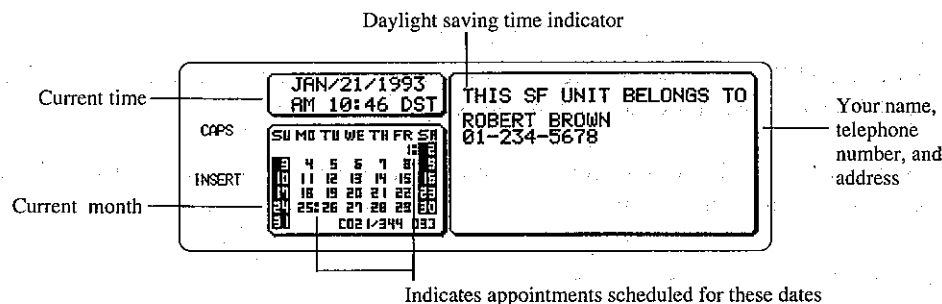 Daylight saving time indicator
Current time
JAN/21/1993
AM 10:46 DST
THIS SF UNIT BELONGS TO
ROBERT BROWN
01-234-5678
Your name,
telephone
number, and
address
CAPS
INSERT
SU MO TU WE TH FR SA
1 2
3 4 5 6 7 8 9
10 11 12 13 14 15 16
17 18 19 20 21 22 23
24 25 26 27 28 29 30
31 [021/344 03]
Current month
Indicates appointments scheduled for these dates